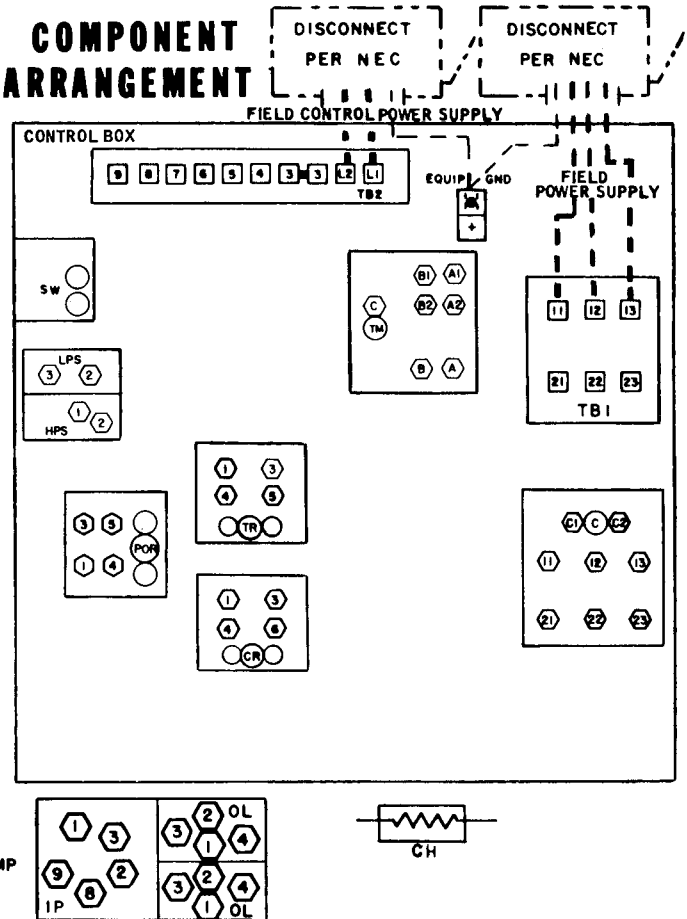 COMPONENT
ARRANGEMENT
DISCONNECT
PER NEC
DISCONNECT
PER NEC
FIELD CONTROL POWER SUPPLY
CONTROL BOX
9 8 7 6 5 4 3 3 L2 L1
TB2
EQUIP GND
+
FIELD
POWER SUPPLY
SW
B1 A1
C B2 A2
TM
B A
11 12 13
21 22 23
TB1
LPS
3 2
1 2
HPS
1 3
4 5
TR
3 5
POR
1 4
C1 C C2
11 12 13
21 22 23
1 3
4 6
CR
1 3
9 8 2
IP
2 OL
3 1 4
3 2 4
1 OL
MP
CH